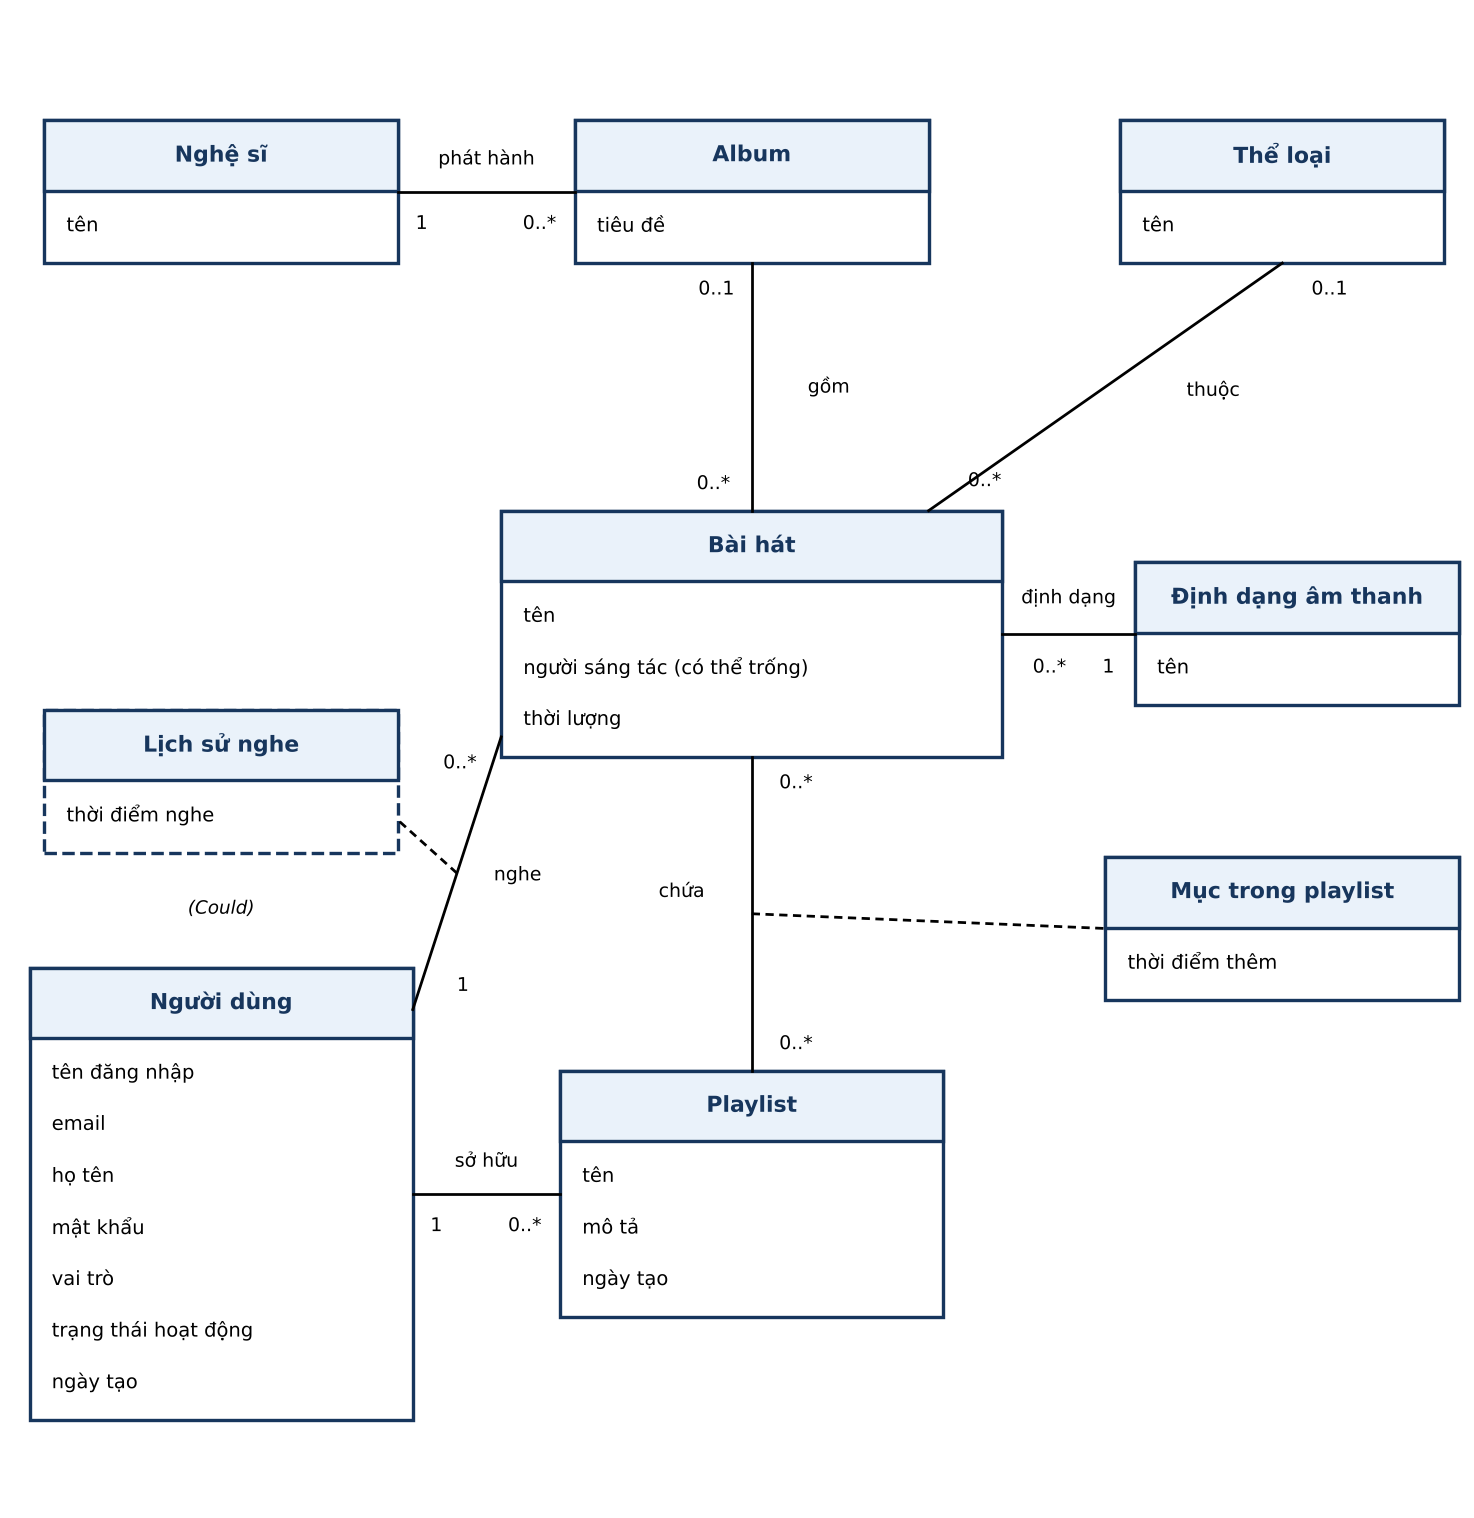 Nghệ sĩ
tên
phát hành
1
0..*
Album
tiêu đề
Thể loại
tên
0..1
gồm
0..*
0..1
thuộc
0..*
Bài hát
tên
người sáng tác (có thể trống)
thời lượng
định dạng
0..*
1
Định dạng âm thanh
tên
Lịch sử nghe
thời điểm nghe
(Could)
0..*
nghe
1
0..*
chứa
0..*
Mục trong playlist
thời điểm thêm
Người dùng
tên đăng nhập
email
họ tên
mật khẩu
vai trò
trạng thái hoạt động
ngày tạo
sở hữu
1
0..*
Playlist
tên
mô tả
ngày tạo